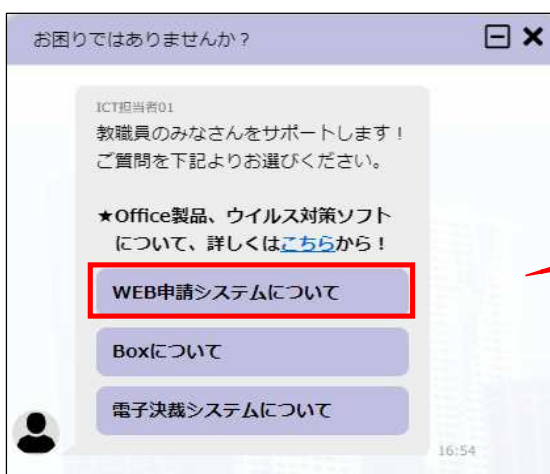 お困りではありませんか？
ICT担当者01
教職員のみなさんをサポートします！
ご質問を下記よりお選びください。
★Office製品、ウイルス対策ソフト
について、詳しくはこちらから！
WEB申請システムについて
Boxについて
電子決裁システムについて
16:54